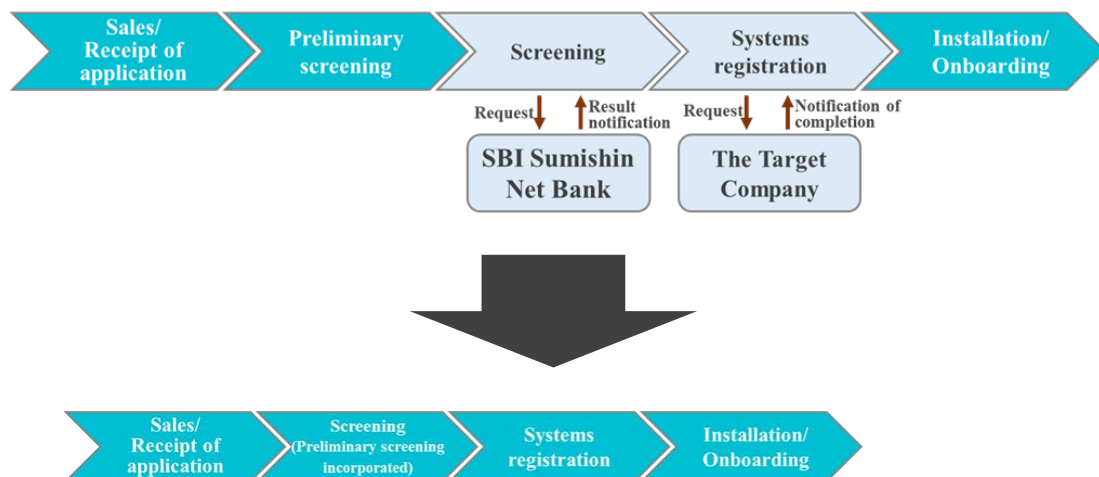 Sales/
Receipt of
application
Preliminary
screening
Screening
Systems
registration
Installation/
Onboarding
Request
Result
notification
Request
Notification of
completion
SBI Sumishin
Net Bank
The Target
Company
Sales/
Receipt of
application
Screening
(Preliminary screening
incorporated)
Systems
registration
Installation/
Onboarding